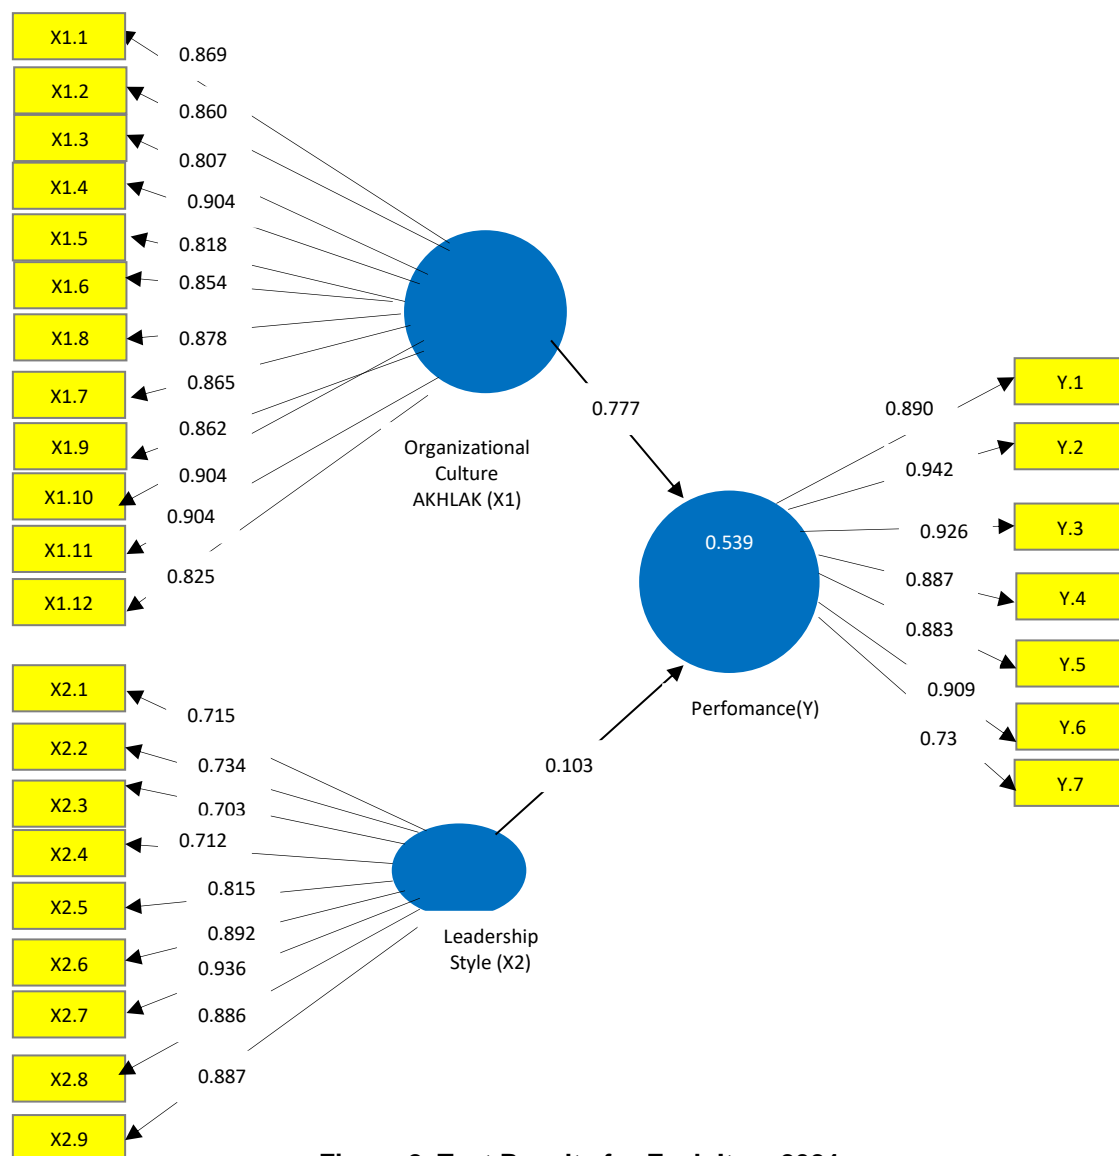 X1.1
0.869
X1.2
0.860
X1.3
0.807
X1.4
0.904
X1.5
0.818
X1.6
0.854
X1.8
0.878
X1.7
0.865
X1.9
0.862
X1.10
0.904
X1.11
0.904
X1.12
0.825
Organizational
Culture
AKHLAK (X1)
0.777
0.539
Perfomance(Y)
Y.1
0.890
Y.2
0.942
Y.3
0.926
Y.4
0.887
Y.5
0.883
Y.6
0.909
Y.7
0.73
0.103
X2.1
0.715
X2.2
0.734
X2.3
0.703
X2.4
0.712
X2.5
0.815
X2.6
0.892
X2.7
0.936
X2.8
0.886
X2.9
0.887
Leadership
Style (X2)